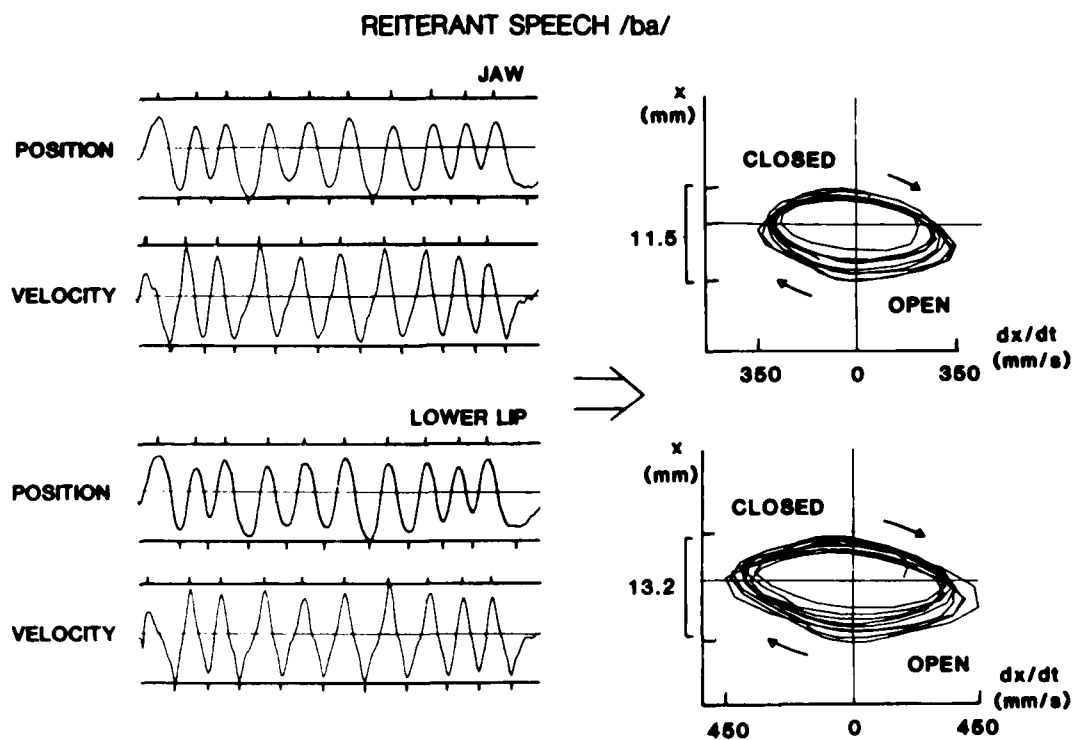 REITERANT SPEECH /ba/
JAW
POSITION
VELOCITY
LOWER LIP
POSITION
VELOCITY
x
(mm)
CLOSED
11.5
OPEN
dx/dt
(mm/s)
350 0 350
x
(mm)
CLOSED
13.2
OPEN
dx/dt
(mm/s)
450 0 450